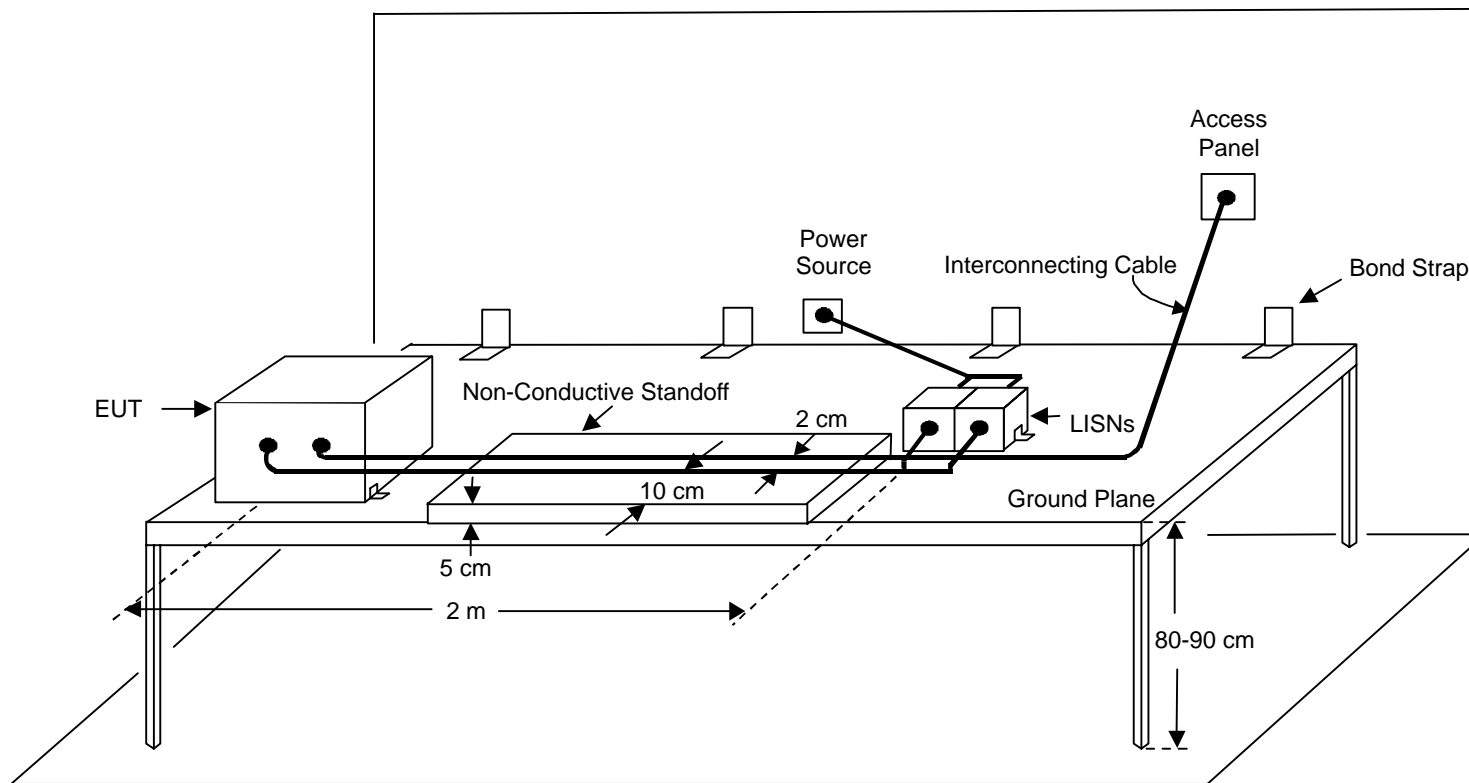 Access
Panel
Power
Source
Interconnecting Cable
Bond Strap
Non-Conductive Standoff
EUT
2 cm
LISNs
10 cm
Ground Plane
5 cm
2 m
80-90 cm